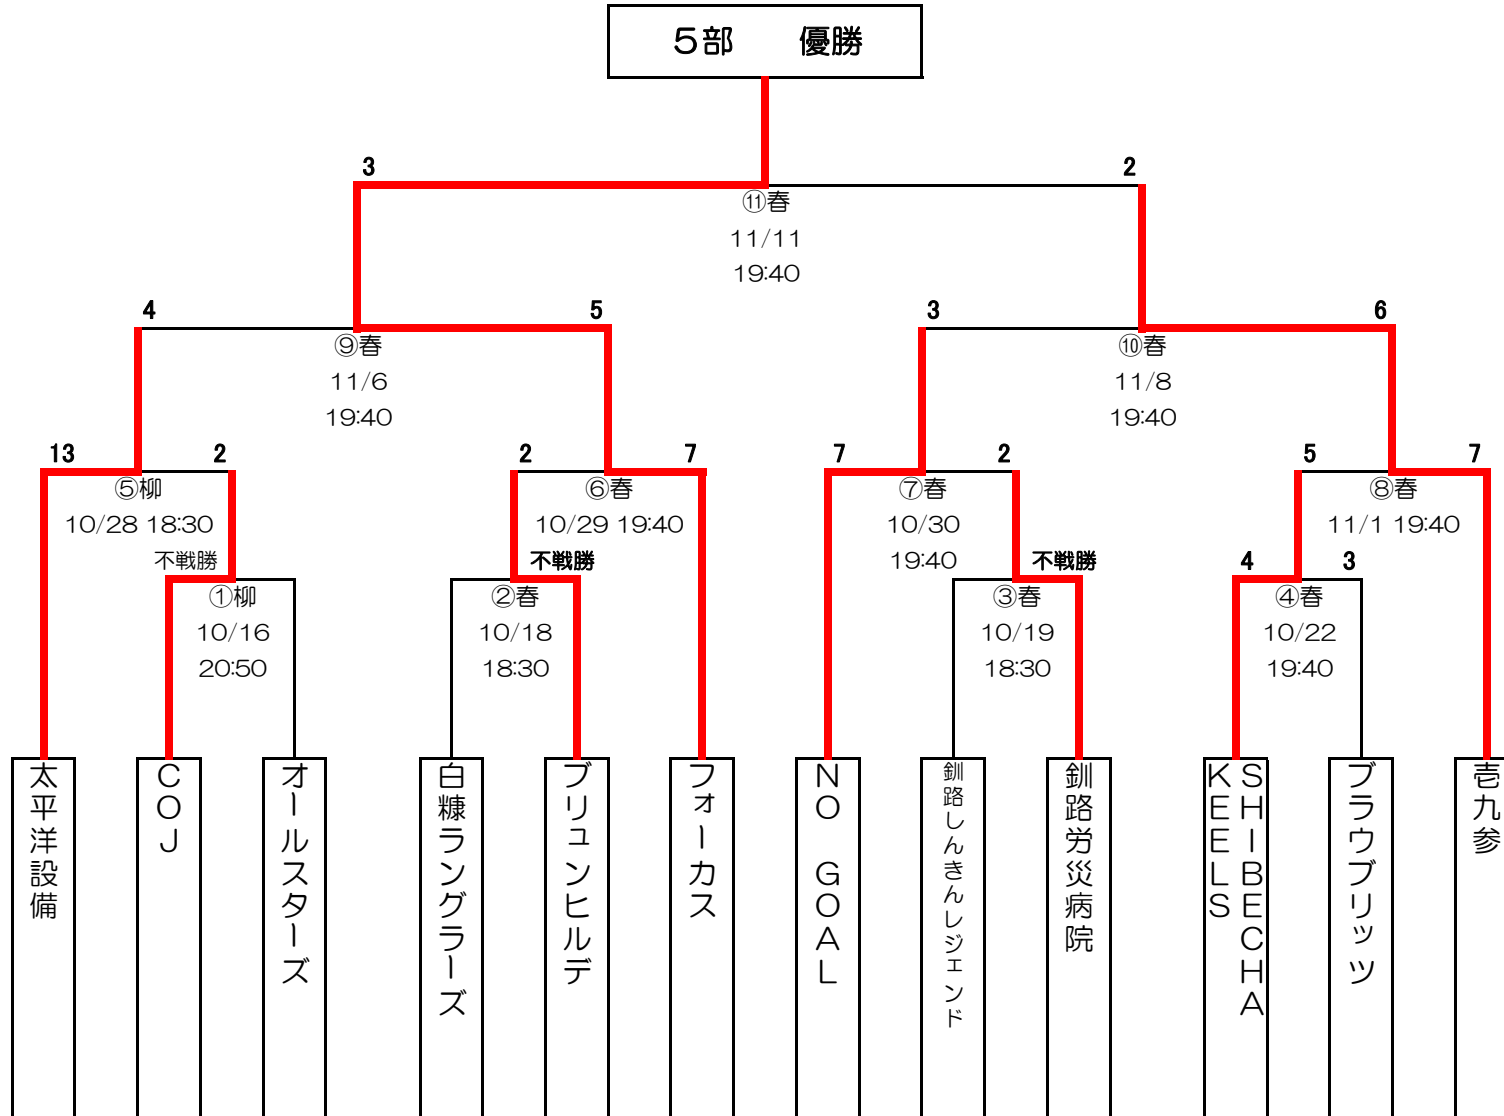 ５部　　優勝
3
2
⑪春
11/11
19:40
4
5
3
6
⑨春
11/6
19:40
⑩春
11/8
19:40
13
2
2
7
7
2
5
7
⑤柳
10/28 18:30
⑥春
10/29 19:40
⑦春
10/30
19:40
⑧春
11/1 19:40
不戦勝
不戦勝
不戦勝
4
3
①柳
10/16
20:50
②春
10/18
18:30
③春
10/19
18:30
④春
10/22
19:40
太平洋設備
ＣＯＪ
オールスターズ
白糠ラングラーズ
ブリュンヒルデ
フォーカス
ＮＯ　ＧＯＡＬ
釧路しんきんレジェンド
釧路労災病院
ＳＨＩＢＥＣＨＡ
ＫＥＥＬＳ
ブラウブリッツ
壱九参